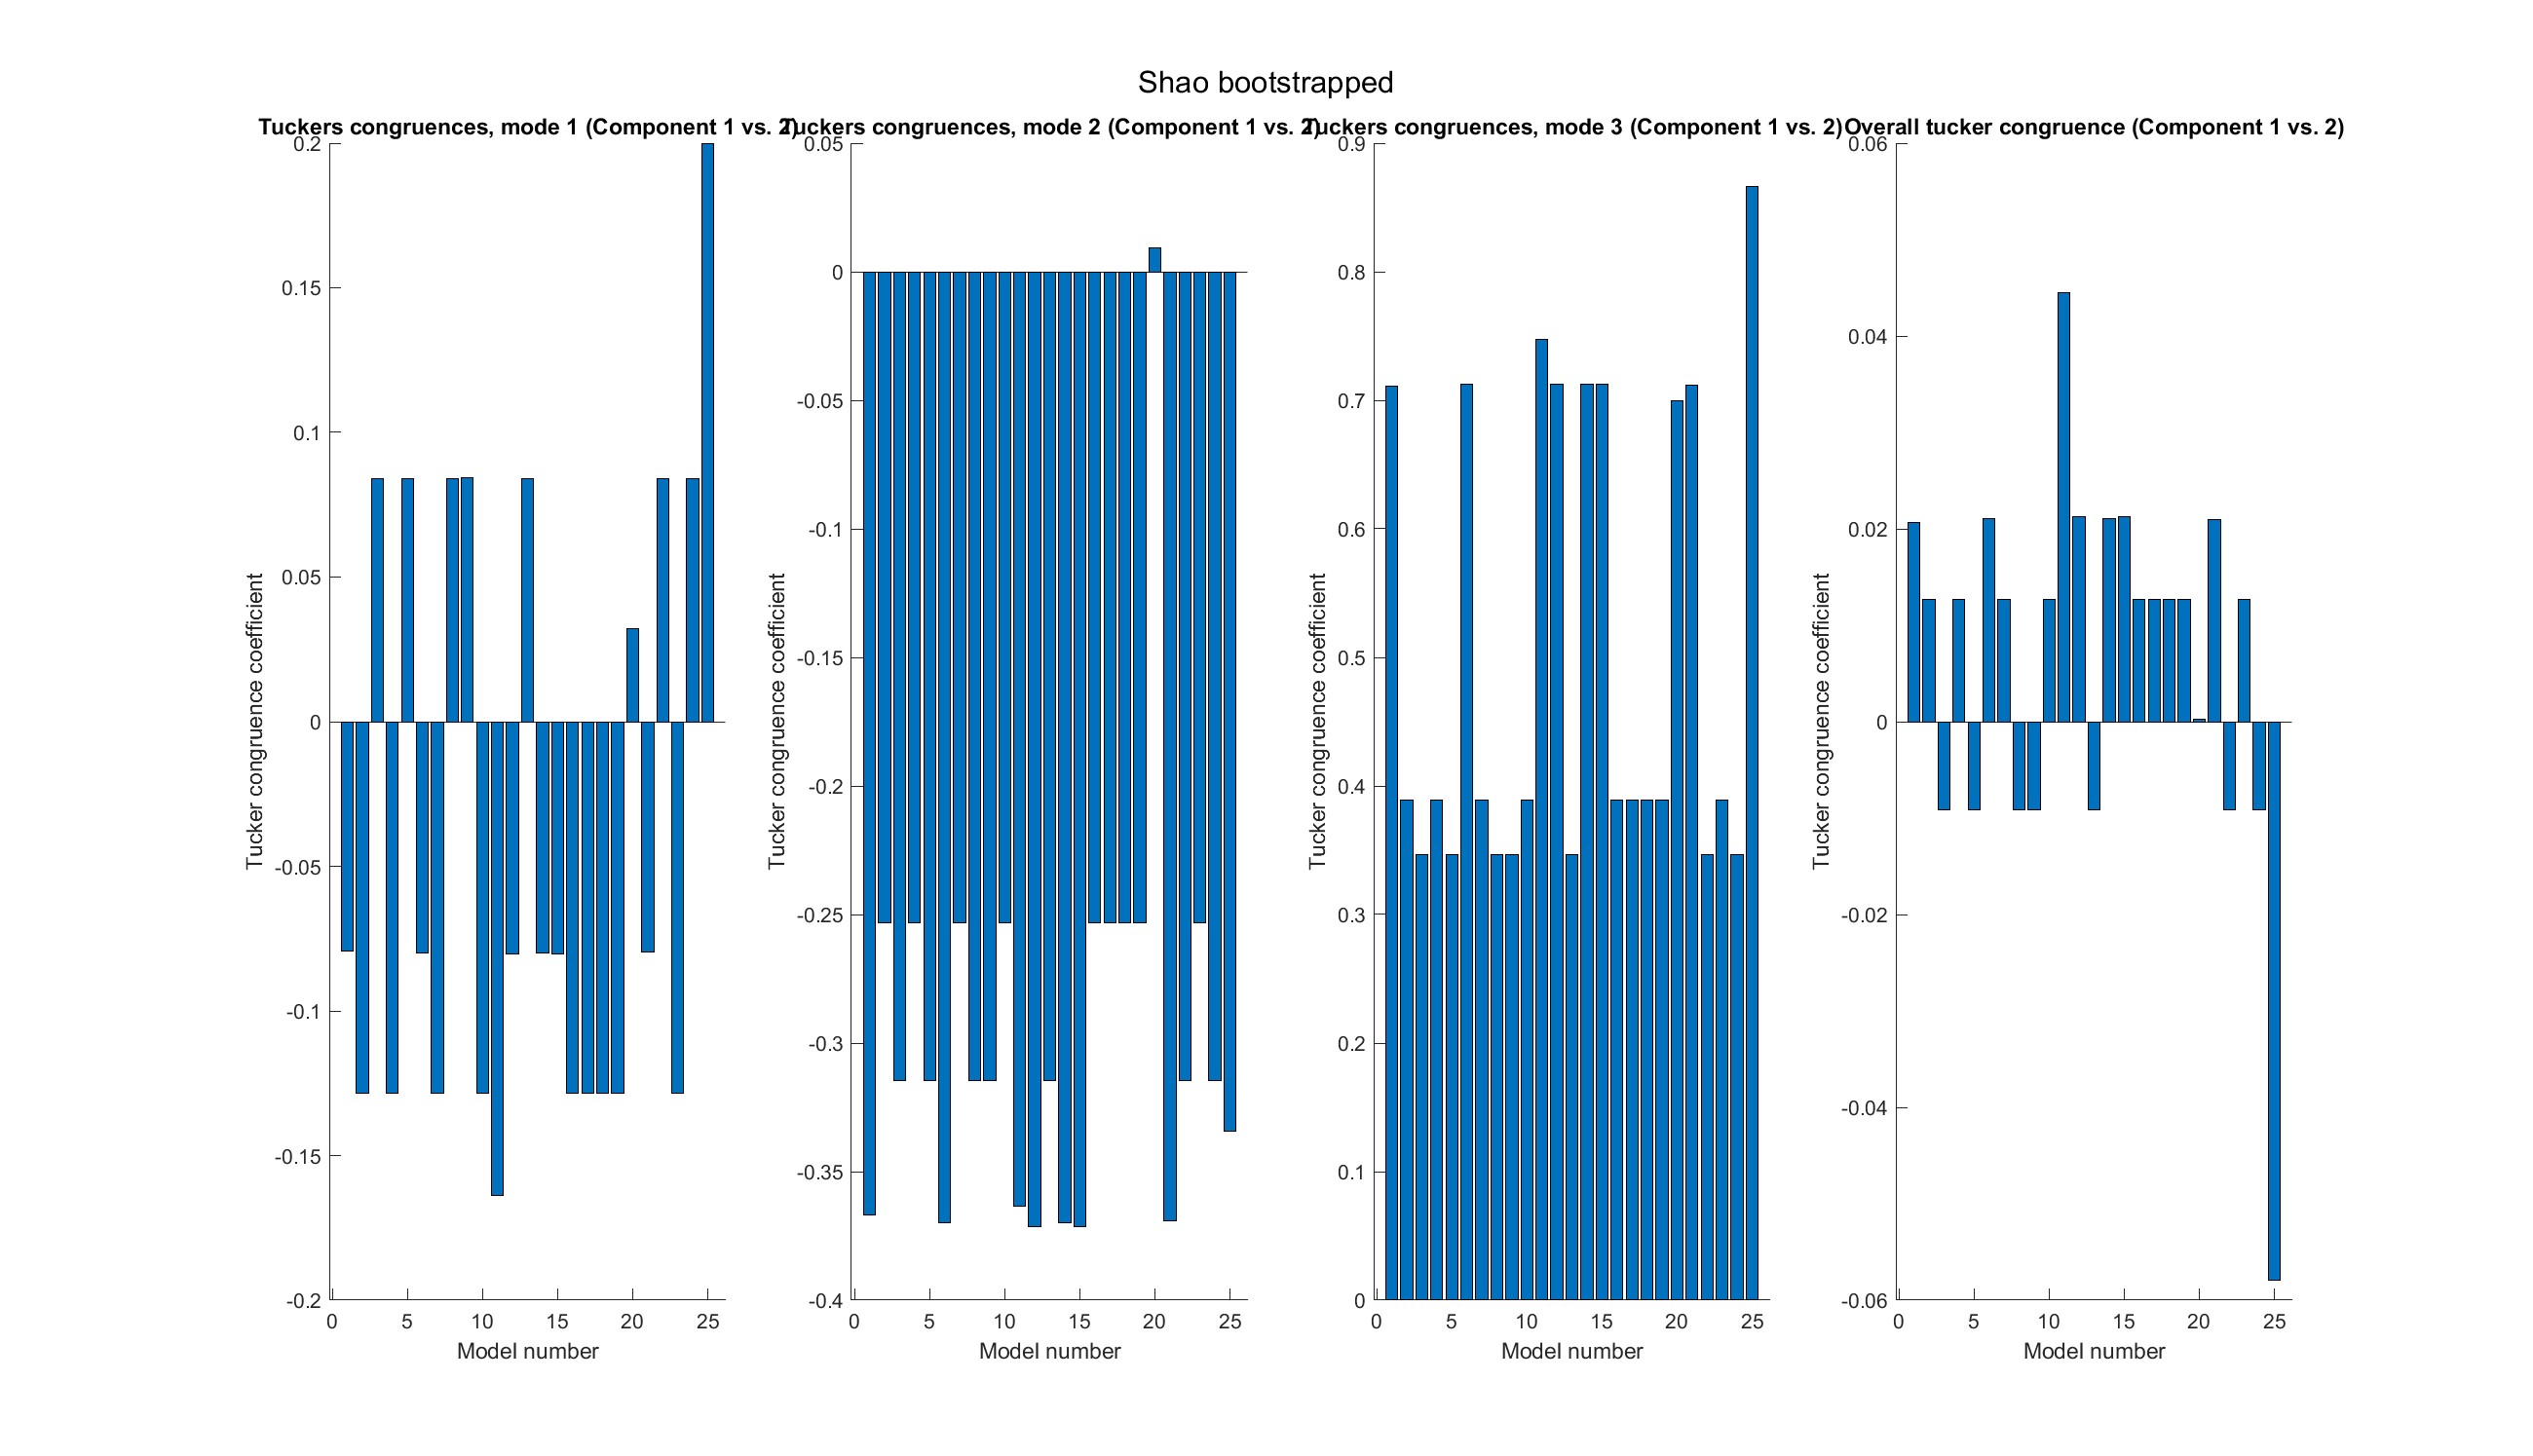 Shao bootstrapped
Tuckers congruences, mode 1 (Component 1 vs. 2)
0.2
0.15
0.1
0.05
0
-0.05
-0.1
-0.15
-0.2
0 5 10 15 20 25
Model number
Tucker congruence coefficient
Tuckers congruences, mode 2 (Component 1 vs. 2)
0.05
0
-0.05
-0.1
-0.15
-0.2
-0.25
-0.3
-0.35
-0.4
0 5 10 15 20 25
Model number
Tucker congruence coefficient
Tuckers congruences, mode 3 (Component 1 vs. 2)
0.9
0.8
0.7
0.6
0.5
0.4
0.3
0.2
0.1
0
0 5 10 15 20 25
Model number
Tucker congruence coefficient
Overall tucker congruence (Component 1 vs. 2)
0.06
0.04
0.02
0
-0.02
-0.04
-0.06
0 5 10 15 20 25
Model number
Tucker congruence coefficient